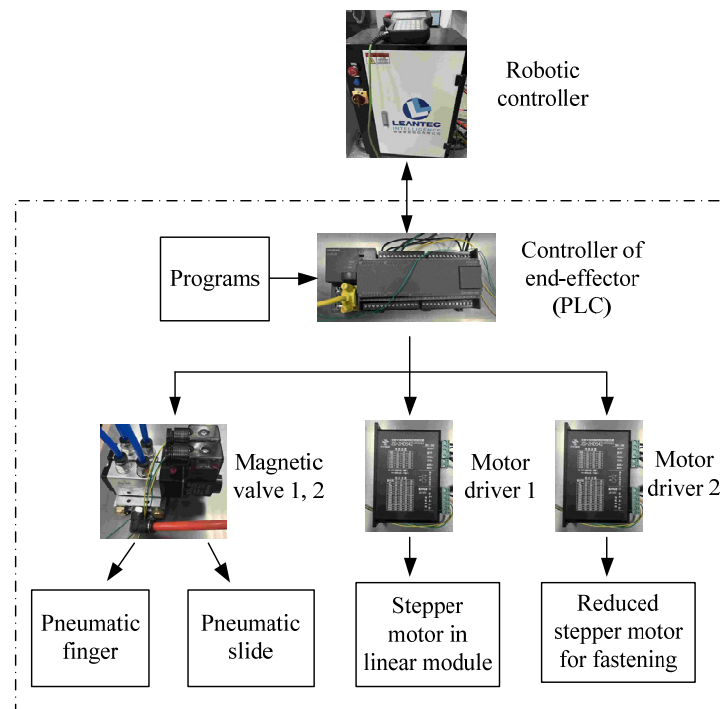 Robotic
controller
LEANTEC
INTELLIGENCE
Programs
Controller of
end-effector
(PLC)
Magnetic
valve 1, 2
Motor
driver 1
Motor
driver 2
Pneumatic
finger
Pneumatic
slide
Stepper
motor in
linear module
Reduced
stepper motor
for fastening